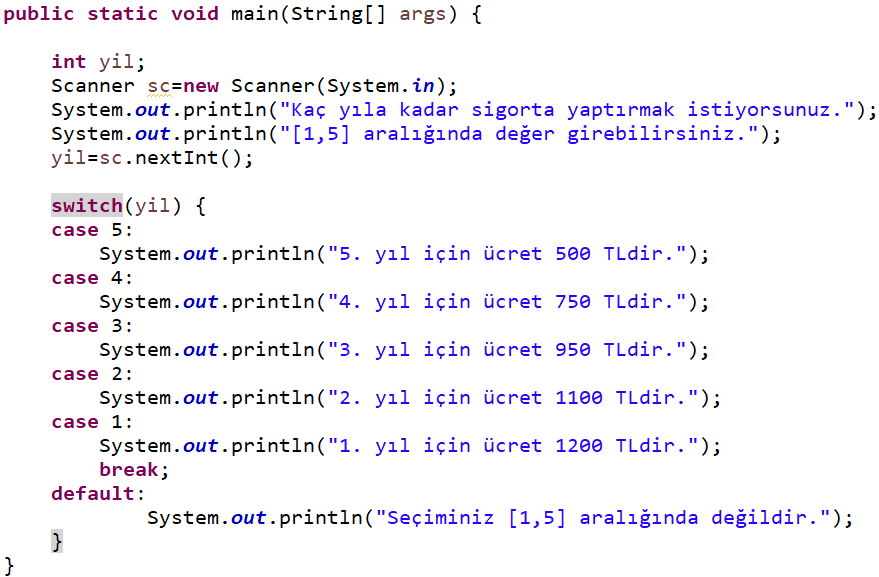 public static void main(String[] args) {
int yil;
Scanner sc=new Scanner(System.in);
System.out.println("Kaç yıla kadar sigorta yaptırmak istiyorsunuz.");
System.out.println("[1,5] aralığında değer girebilirsiniz.");
yil=sc.nextInt();
switch(yil) {
case 5:
System.out.println("5. yıl için ücret 500 TLdir.");
case 4:
System.out.println("4. yıl için ücret 750 TLdir.");
case 3:
System.out.println("3. yıl için ücret 950 TLdir.");
case 2:
System.out.println("2. yıl için ücret 1100 TLdir.");
case 1:
System.out.println("1. yıl için ücret 1200 TLdir.");
break;
default:
System.out.println("Seçiminiz [1,5] aralığında değildir.");
}
}